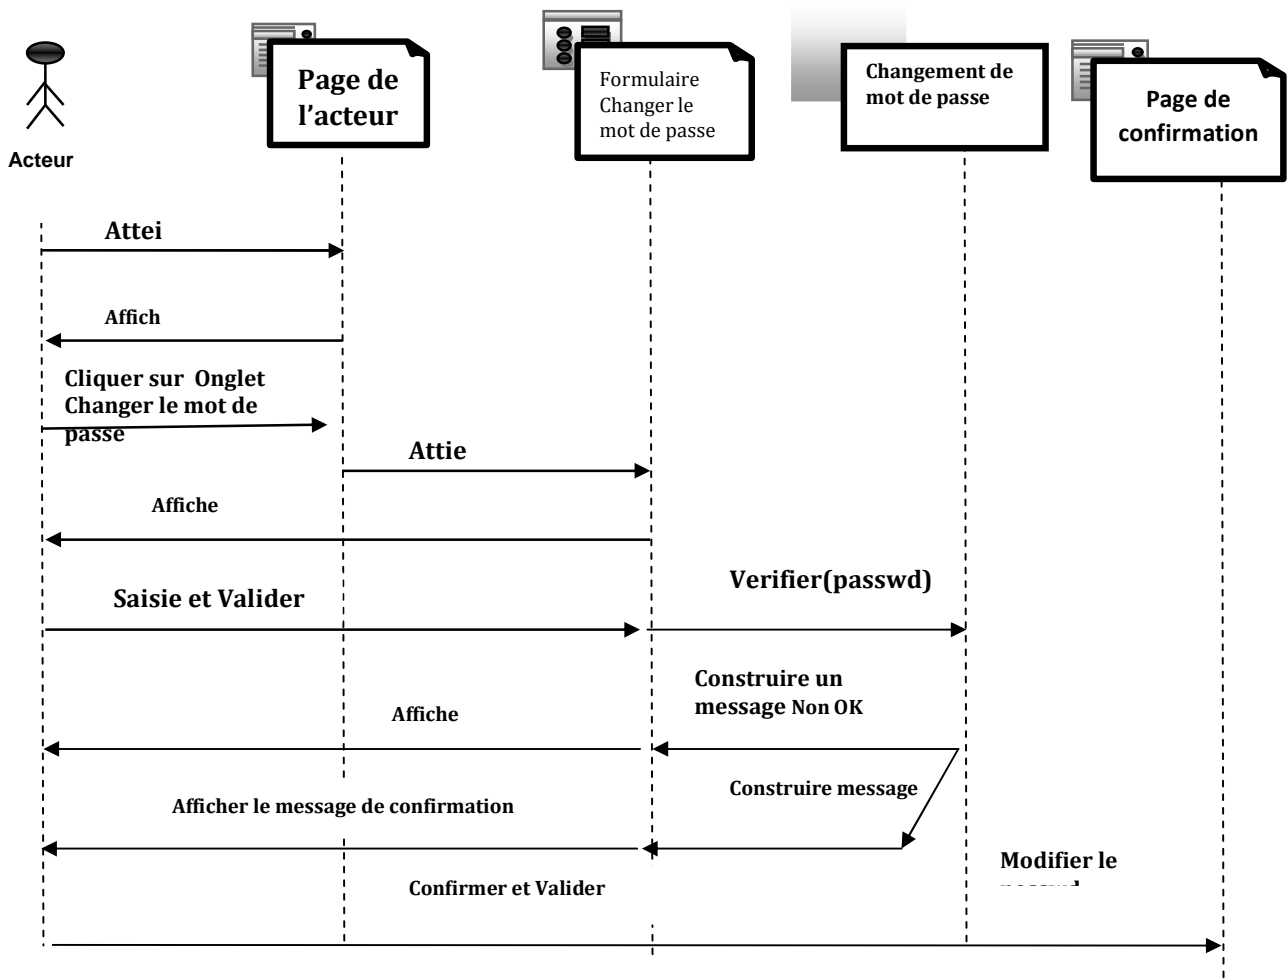 Page de
l'acteur
Formulaire
Changer le
mot de passe
Changement de
mot de passe
Page de
confirmation
Acteur
Attei
Affich
Cliquer sur Onglet
Changer le mot de
passe
Attie
Affiche
Saisie et Valider
Verifier(passwd)
Construire un
message Non OK
Affiche
Construire message
Afficher le message de confirmation
Modifier le
Confirmer et Valider